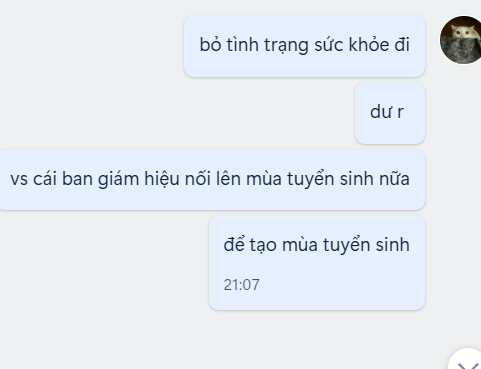 bỏ tình trạng sức khỏe đi
dư r
vs cái ban giám hiệu nối lên mùa tuyển sinh nữa
để tạo mùa tuyển sinh
21:07